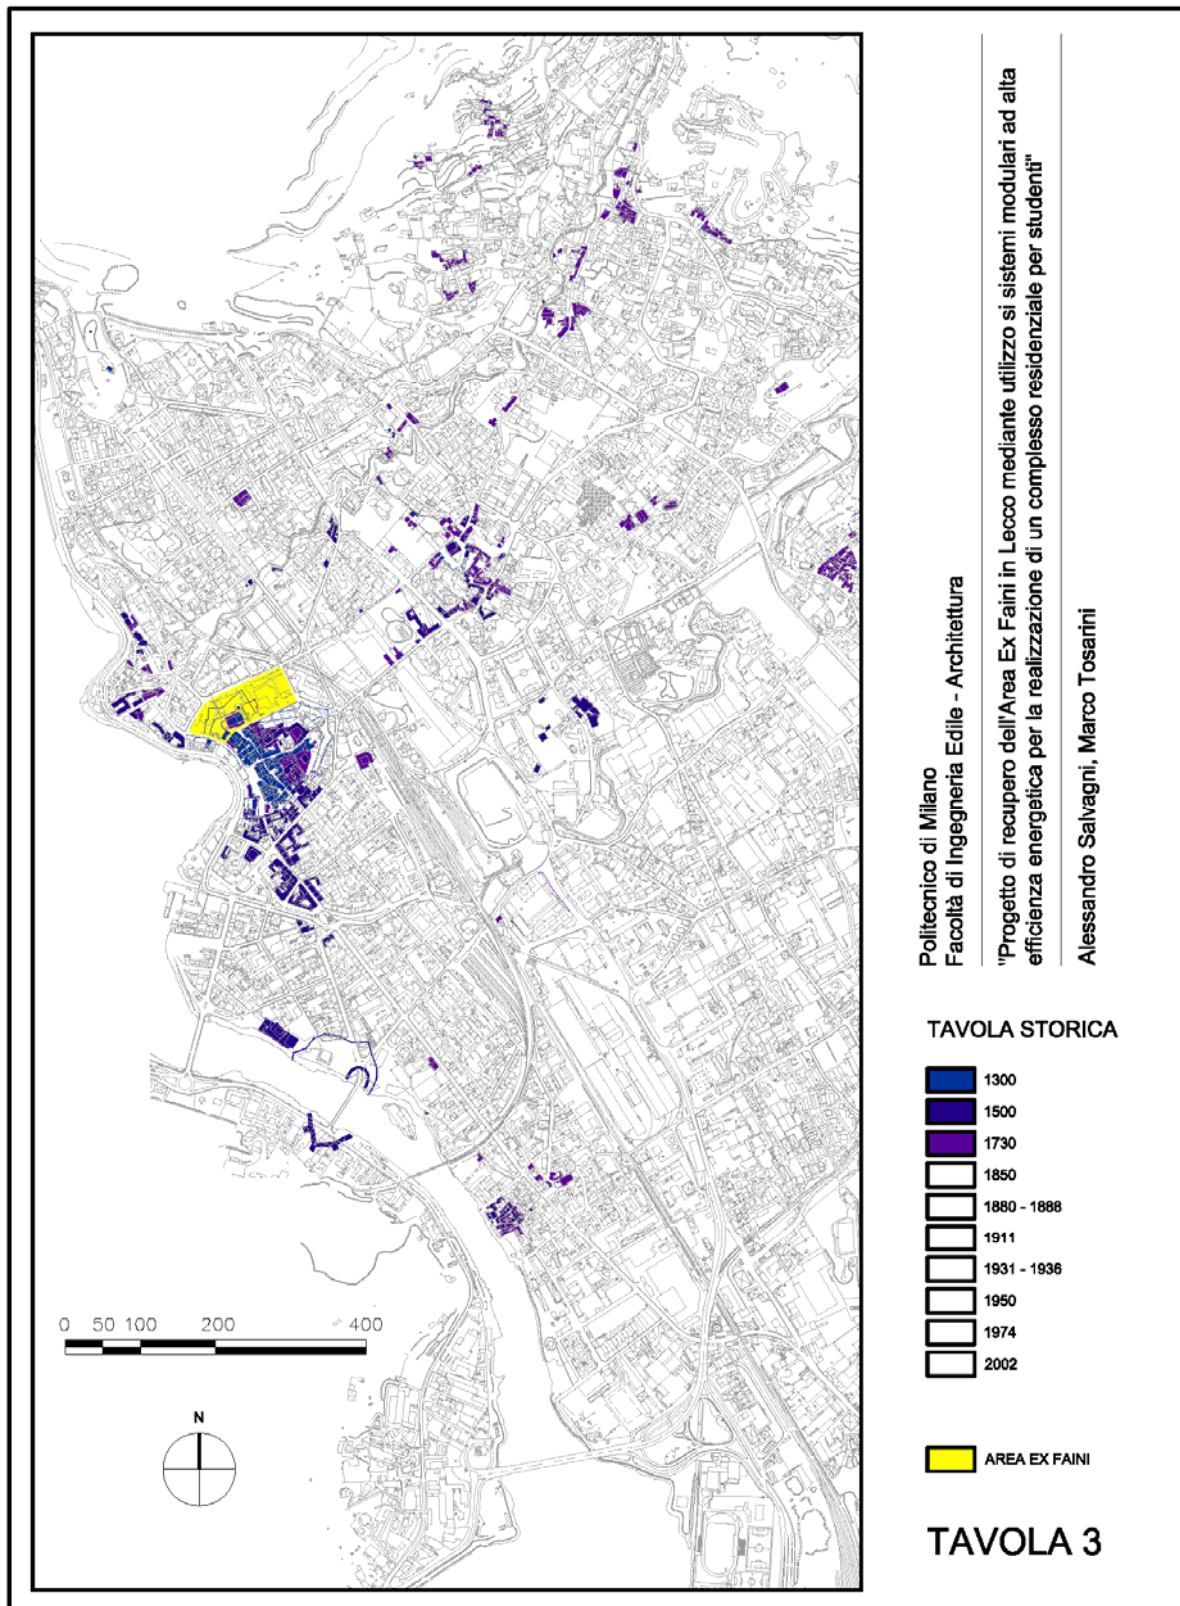 Politecnico di Milano
Facoltà di Ingegneria Edile - Architettura
"Progetto di recupero dell'Area Ex Faini in Lecco mediante utilizzo si sistemi modulari ad alta
efficienza energetica per la realizzazione di un complesso residenziale per studenti"
Alessandro Salvagni, Marco Tosarini
TAVOLA STORICA
1300
1500
1730
1850
1880 - 1888
1911
1931 - 1936
1950
1974
2002
AREA EX FAINI
TAVOLA 3
0 50 100 200 400
N